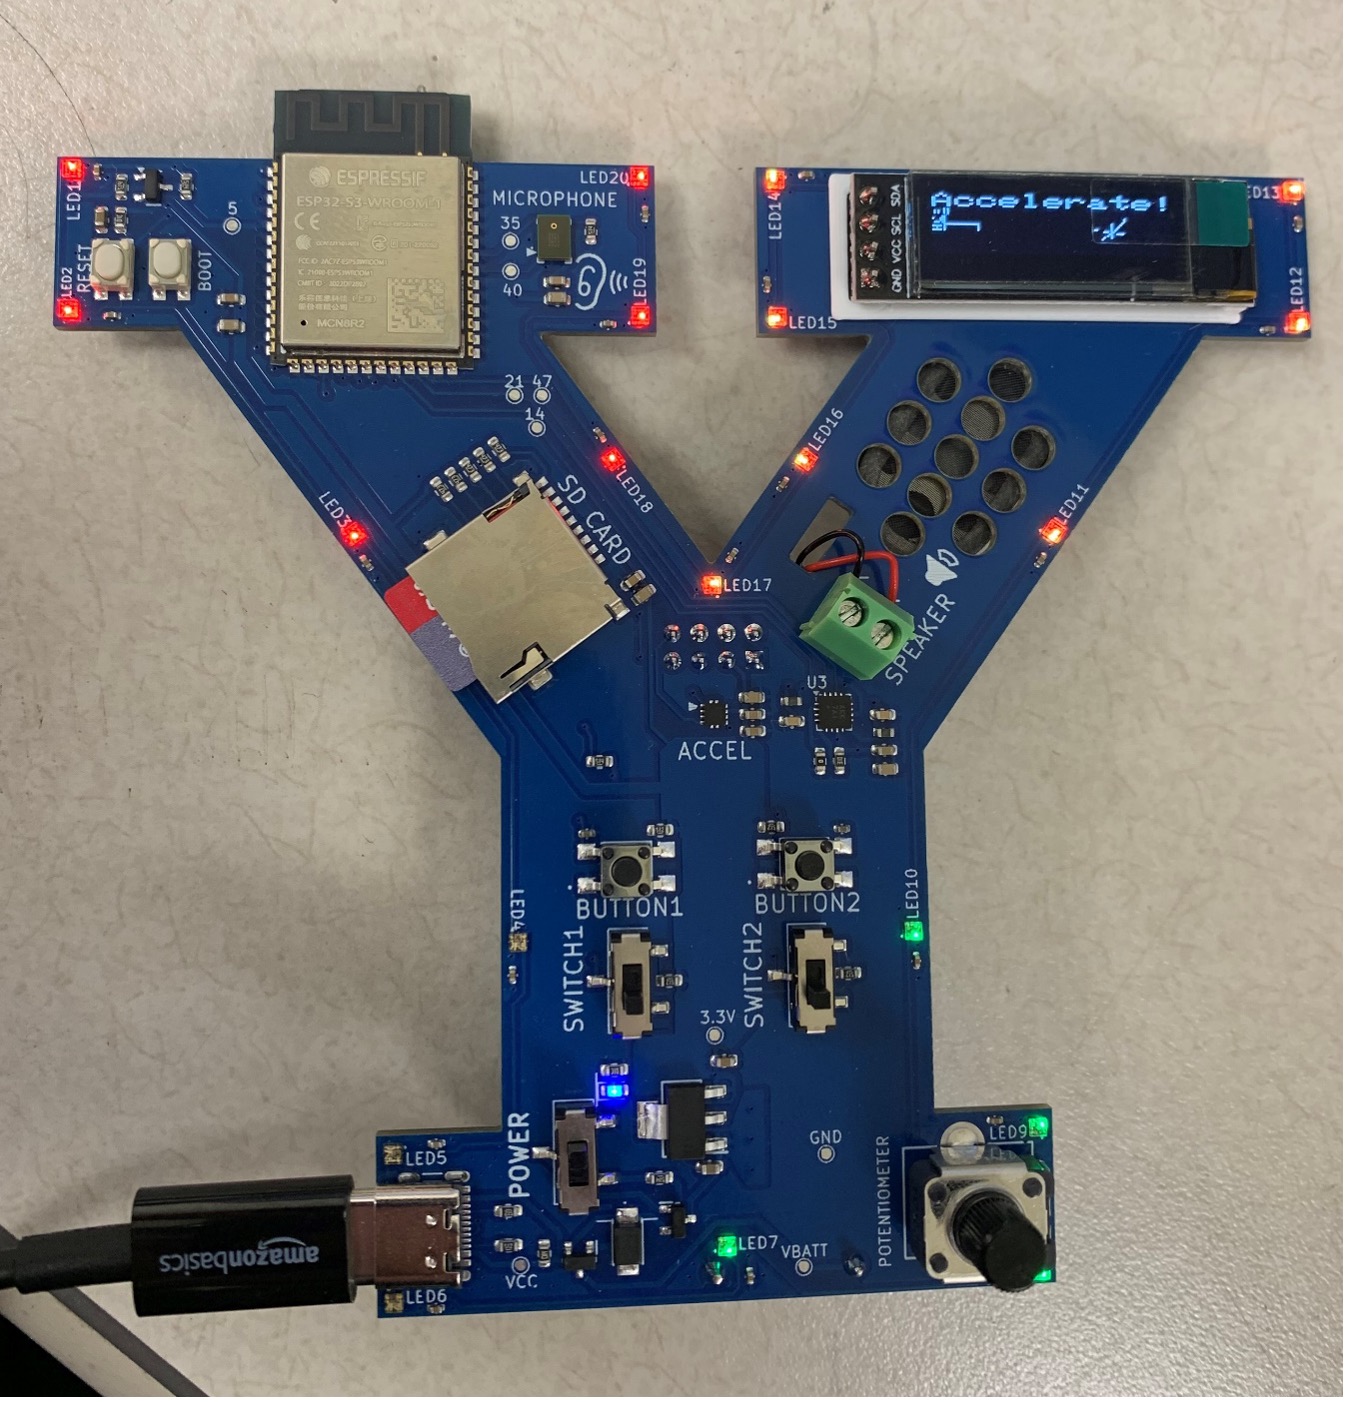 LED1
LED2
RESET
BOOT
5
ESPRESSIF
ESP32-S3-WROOM-1
CE
MCN8R2
LED20
MICROPHONE
35
40
LED19
21 47
14
LED18
SD CARD
LED3
LED14
LED15
GND VCC SCL SDA
Accelerate!
LED13
LED12
LED16
LED11
LED17
SPEAKER
U3
ACCEL
BUTTON1
BUTTON2
LED4
LED10
SWITCH1
SWITCH2
3.3V
POWER
GND
POTENTIOMETER
LED9
LED5
LED6
amazonbasics
VCC
LED7
VBATT